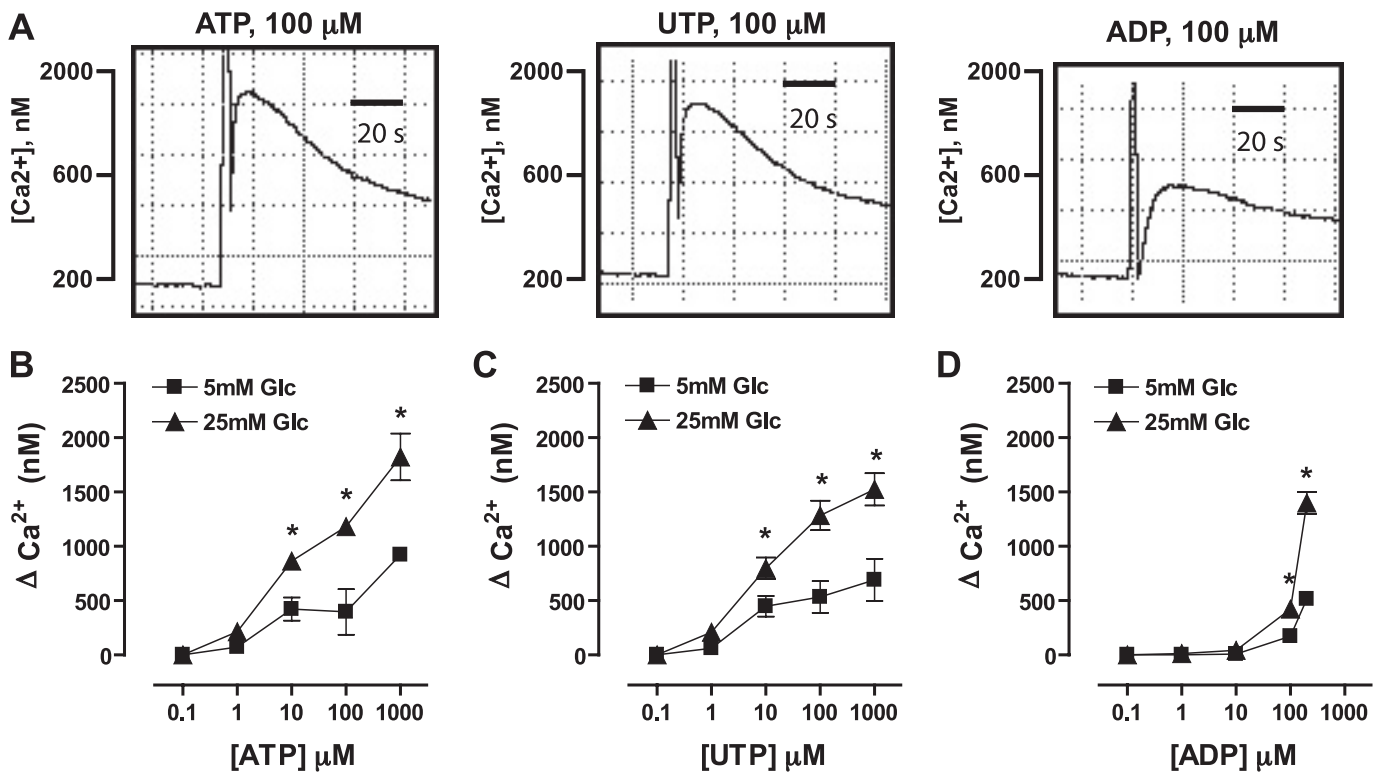 A
ATP, 100 μM
UTP, 100 μM
ADP, 100 μM
[Ca2+], nM
2000
600
200
20 s
[Ca2+], nM
2000
600
200
20 s
[Ca2+], nM
2000
600
200
20 s
B
5mM Glc
25mM Glc
Δ Ca²⁺ (nM)
2500
2000
1500
1000
500
0
* * *
0.1 1 10 100 1000
[ATP] μM
C
5mM Glc
25mM Glc
Δ Ca²⁺ (nM)
2500
2000
1500
1000
500
0
* * *
0.1 1 10 100 1000
[UTP] μM
D
5mM Glc
25mM Glc
Δ Ca²⁺ (nM)
2500
2000
1500
1000
500
0
* *
0.1 1 10 100 1000
[ADP] μM